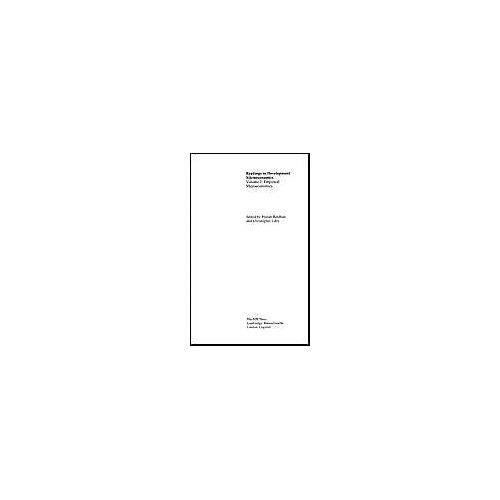 Readings in Development
Microeconomics
Volume 2: Empirical
Microeconomics
Edited by Pranab Bardhan
and Christopher Udry
The MIT Press
Cambridge, Massachusetts
London, England